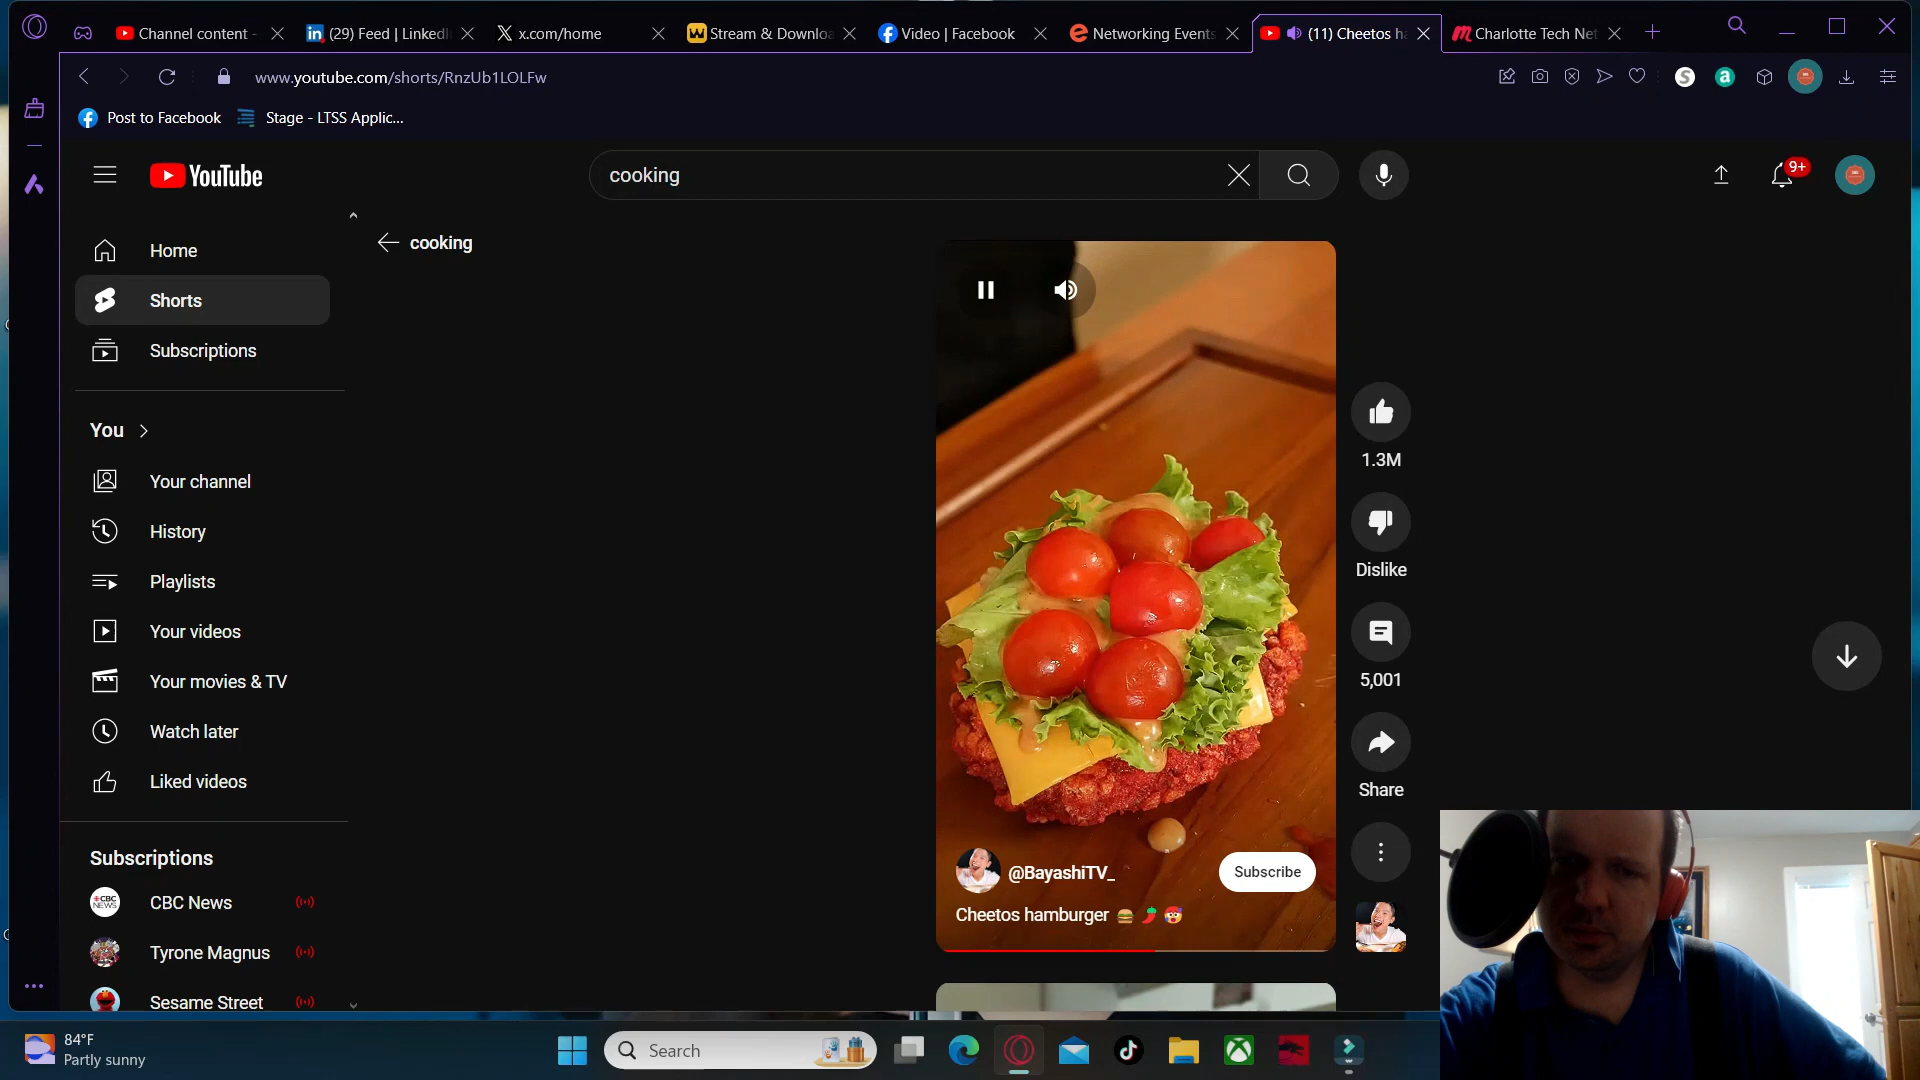 Channel content -
(29) Feed | LinkedI
x.com/home
Stream & Downloa
Video | Facebook
Networking Events
(11) Cheetos ha
Charlotte Tech Net
www.youtube.com/shorts/RnzUb1LOLFw
Post to Facebook
Stage - LTSS Applic...
YouTube
cooking
9+
Home
Shorts
Subscriptions
You
Your channel
History
Playlists
Your videos
Your movies & TV
Watch later
Liked videos
Subscriptions
CBC News
Tyrone Magnus
Sesame Street
cooking
1.3M
Dislike
5,001
Share
@BayashiTV_
Subscribe
Cheetos hamburger 🍔 🌶️ 🥵
84°F
Partly sunny
Search